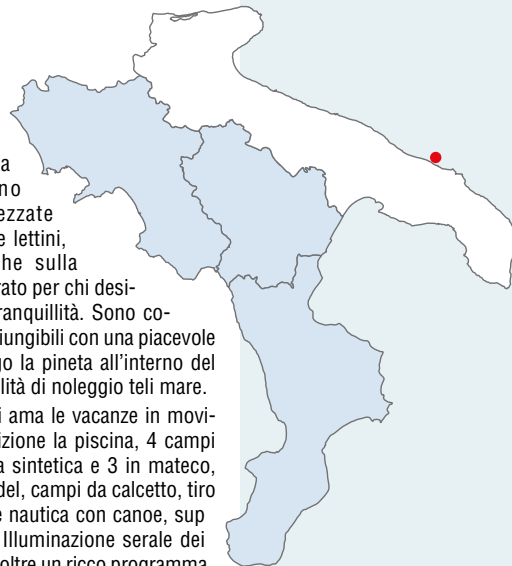 a
no
ezzate
e lettini,
he sulla
rato per chi desi-
ranquillità. Sono co-
iungibili con una piacevole
go la pineta all’interno del
lità di noleggio teli mare.
i ama le vacanze in movi-
izione la piscina, 4 campi
a sintetica e 3 in mateco,
del, campi da calcetto, tiro
e nautica con canoe, sup
Illuminazione serale dei
oltre un ricco programma